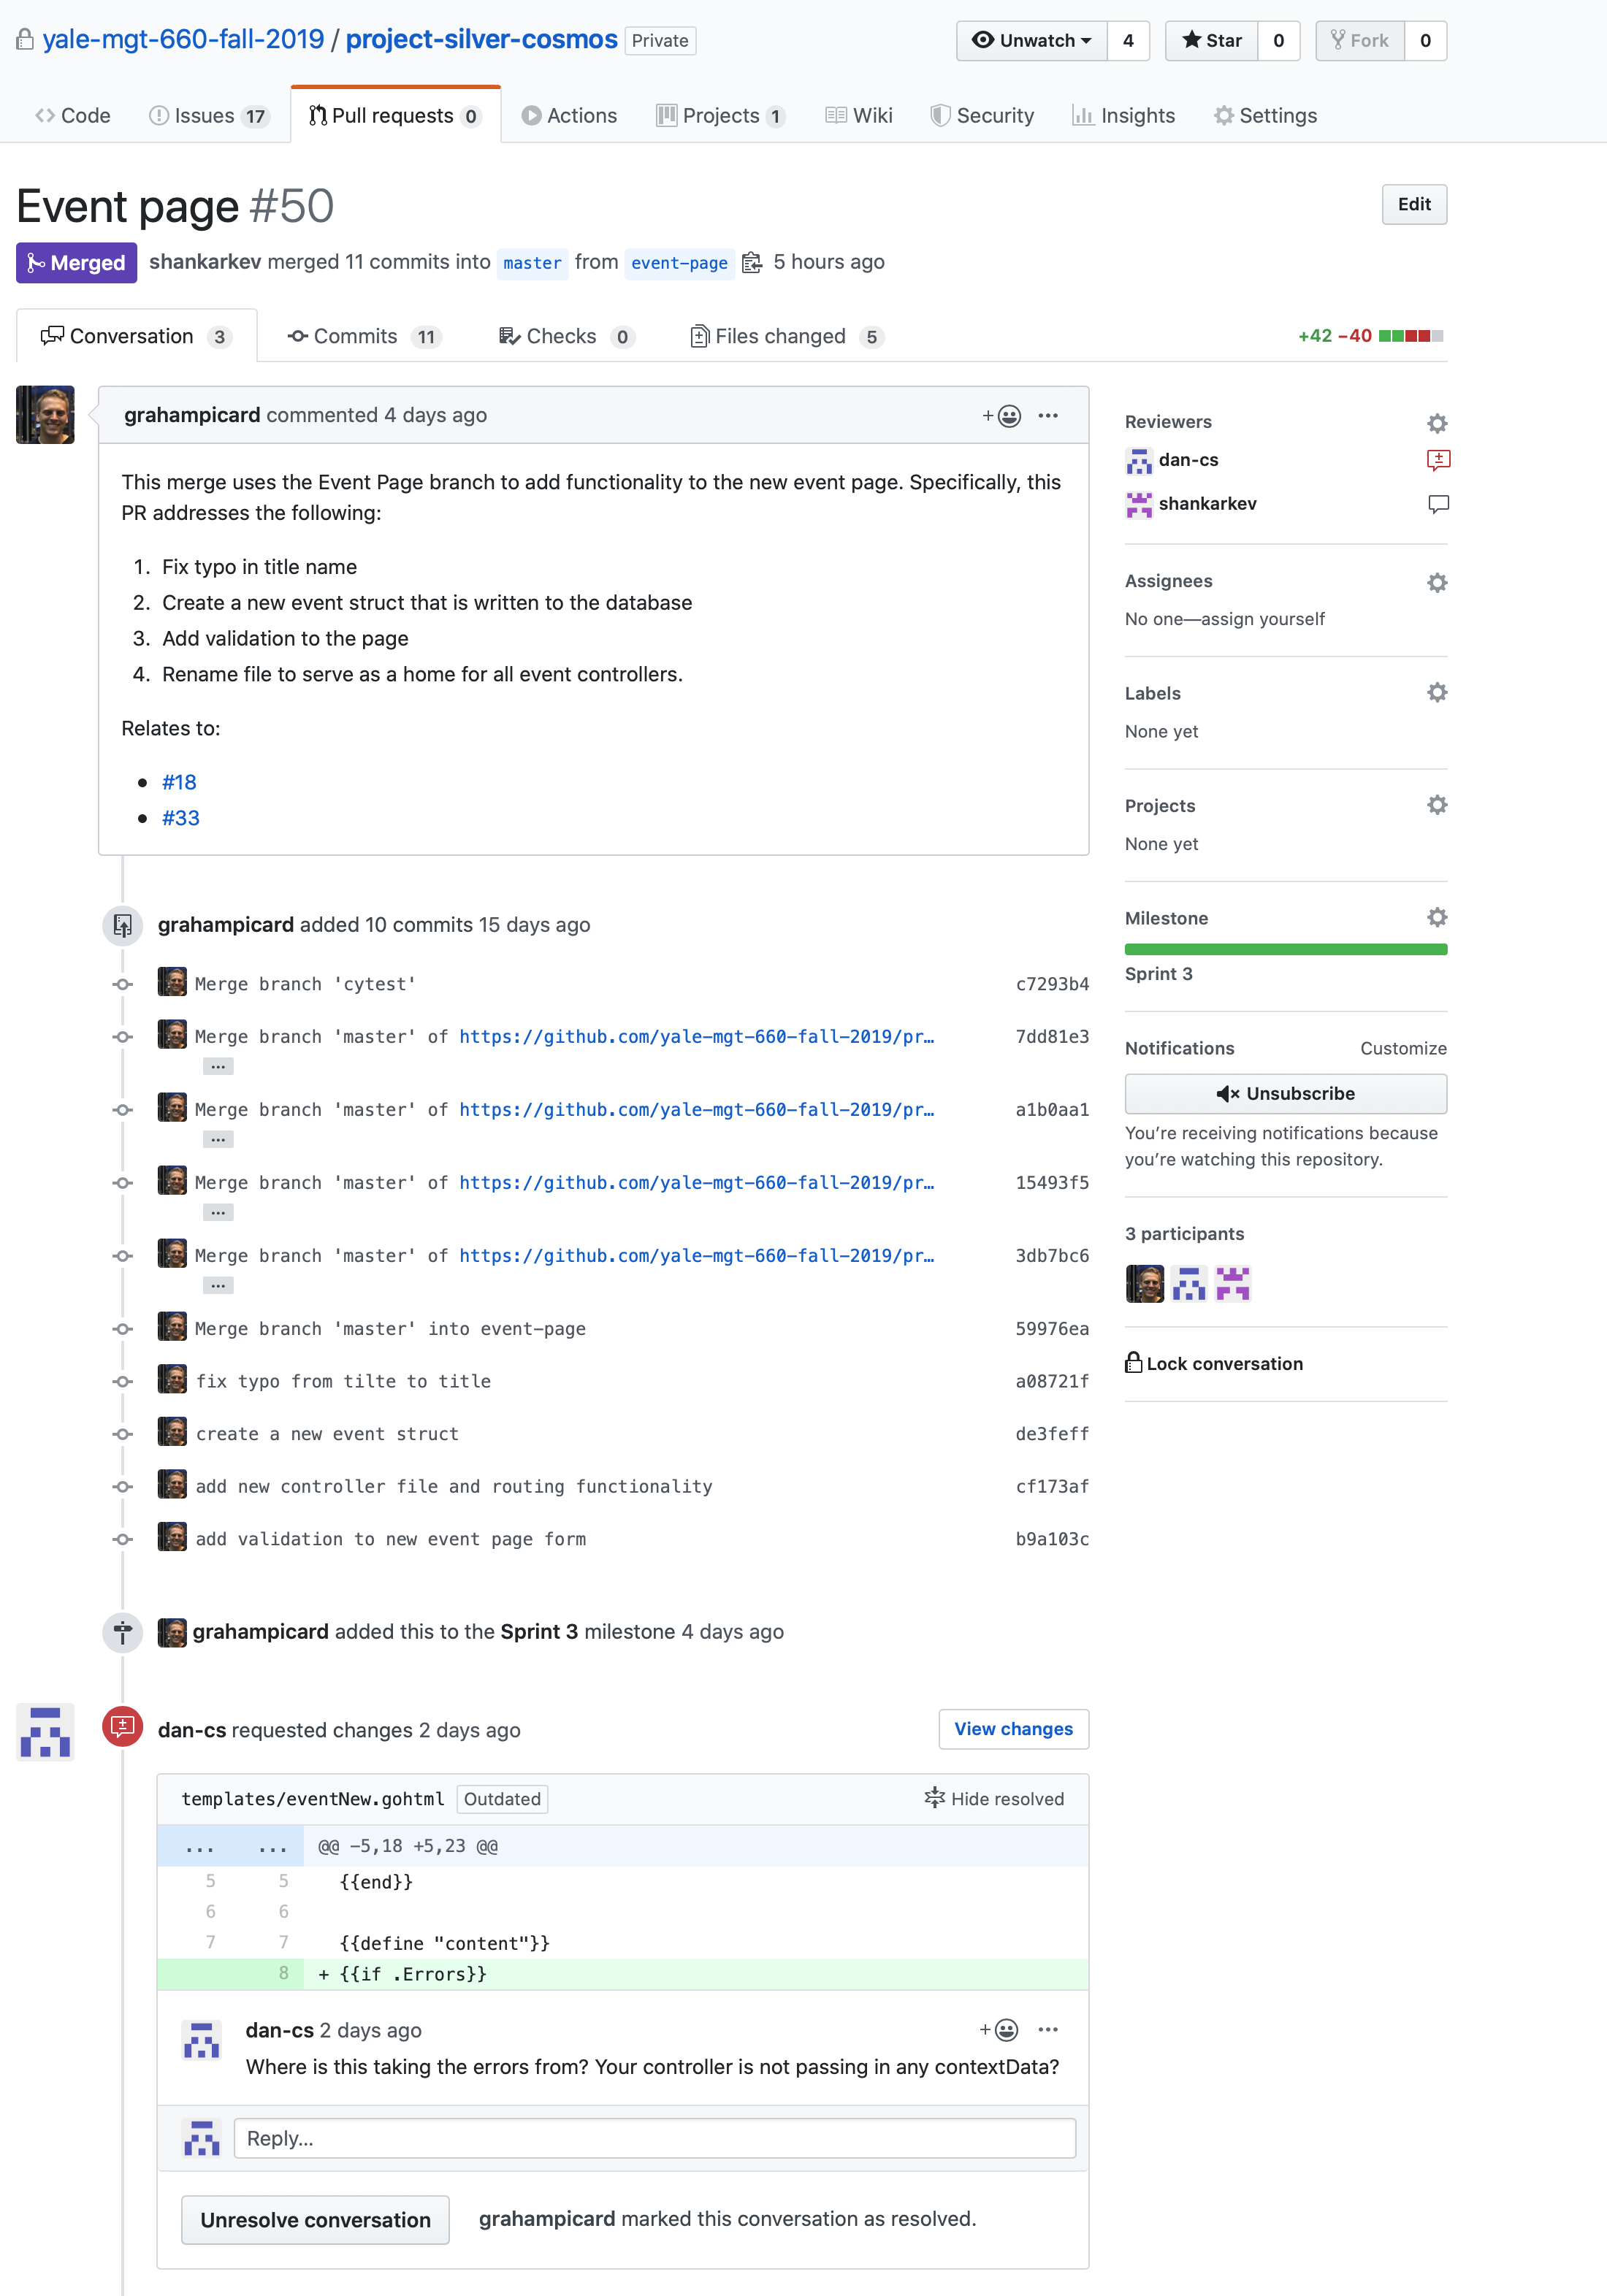 yale-mgt-660-fall-2019 / project-silver-cosmos Private
Unwatch 4 Star 0 Fork 0
Code Issues 17 Pull requests 0 Actions Projects 1 Wiki Security Insights Settings
Event page #50
Edit
Merged shankarkev merged 11 commits into master from event-page 5 hours ago
Conversation 3 Commits 11 Checks 0 Files changed 5 +42 −40
grahampicard commented 4 days ago
This merge uses the Event Page branch to add functionality to the new event page. Specifically, this
PR addresses the following:
1. Fix typo in title name
2. Create a new event struct that is written to the database
3. Add validation to the page
4. Rename file to serve as a home for all event controllers.
Relates to:
• #18
• #33
grahampicard added 10 commits 15 days ago
Merge branch 'cytest' c7293b4
Merge branch 'master' of https://github.com/yale-mgt-660-fall-2019/pr… 7dd81e3
…
Merge branch 'master' of https://github.com/yale-mgt-660-fall-2019/pr… a1b0aa1
…
Merge branch 'master' of https://github.com/yale-mgt-660-fall-2019/pr… 15493f5
…
Merge branch 'master' of https://github.com/yale-mgt-660-fall-2019/pr… 3db7bc6
…
Merge branch 'master' into event-page 59976ea
fix typo from tilte to title a08721f
create a new event struct de3feff
add new controller file and routing functionality cf173af
add validation to new event page form b9a103c
grahampicard added this to the Sprint 3 milestone 4 days ago
dan-cs requested changes 2 days ago View changes
templates/eventNew.gohtml Outdated Hide resolved
... ... @@ -5,18 +5,23 @@
5 5 {{end}}
6 6
7 7 {{define "content"}}
8 + {{if .Errors}}
dan-cs 2 days ago
Where is this taking the errors from? Your controller is not passing in any contextData?
Reply...
Unresolve conversation grahampicard marked this conversation as resolved.
Reviewers
dan-cs
shankarkev
Assignees
No one—assign yourself
Labels
None yet
Projects
None yet
Milestone
Sprint 3
Notifications Customize
Unsubscribe
You're receiving notifications because
you're watching this repository.
3 participants
Lock conversation